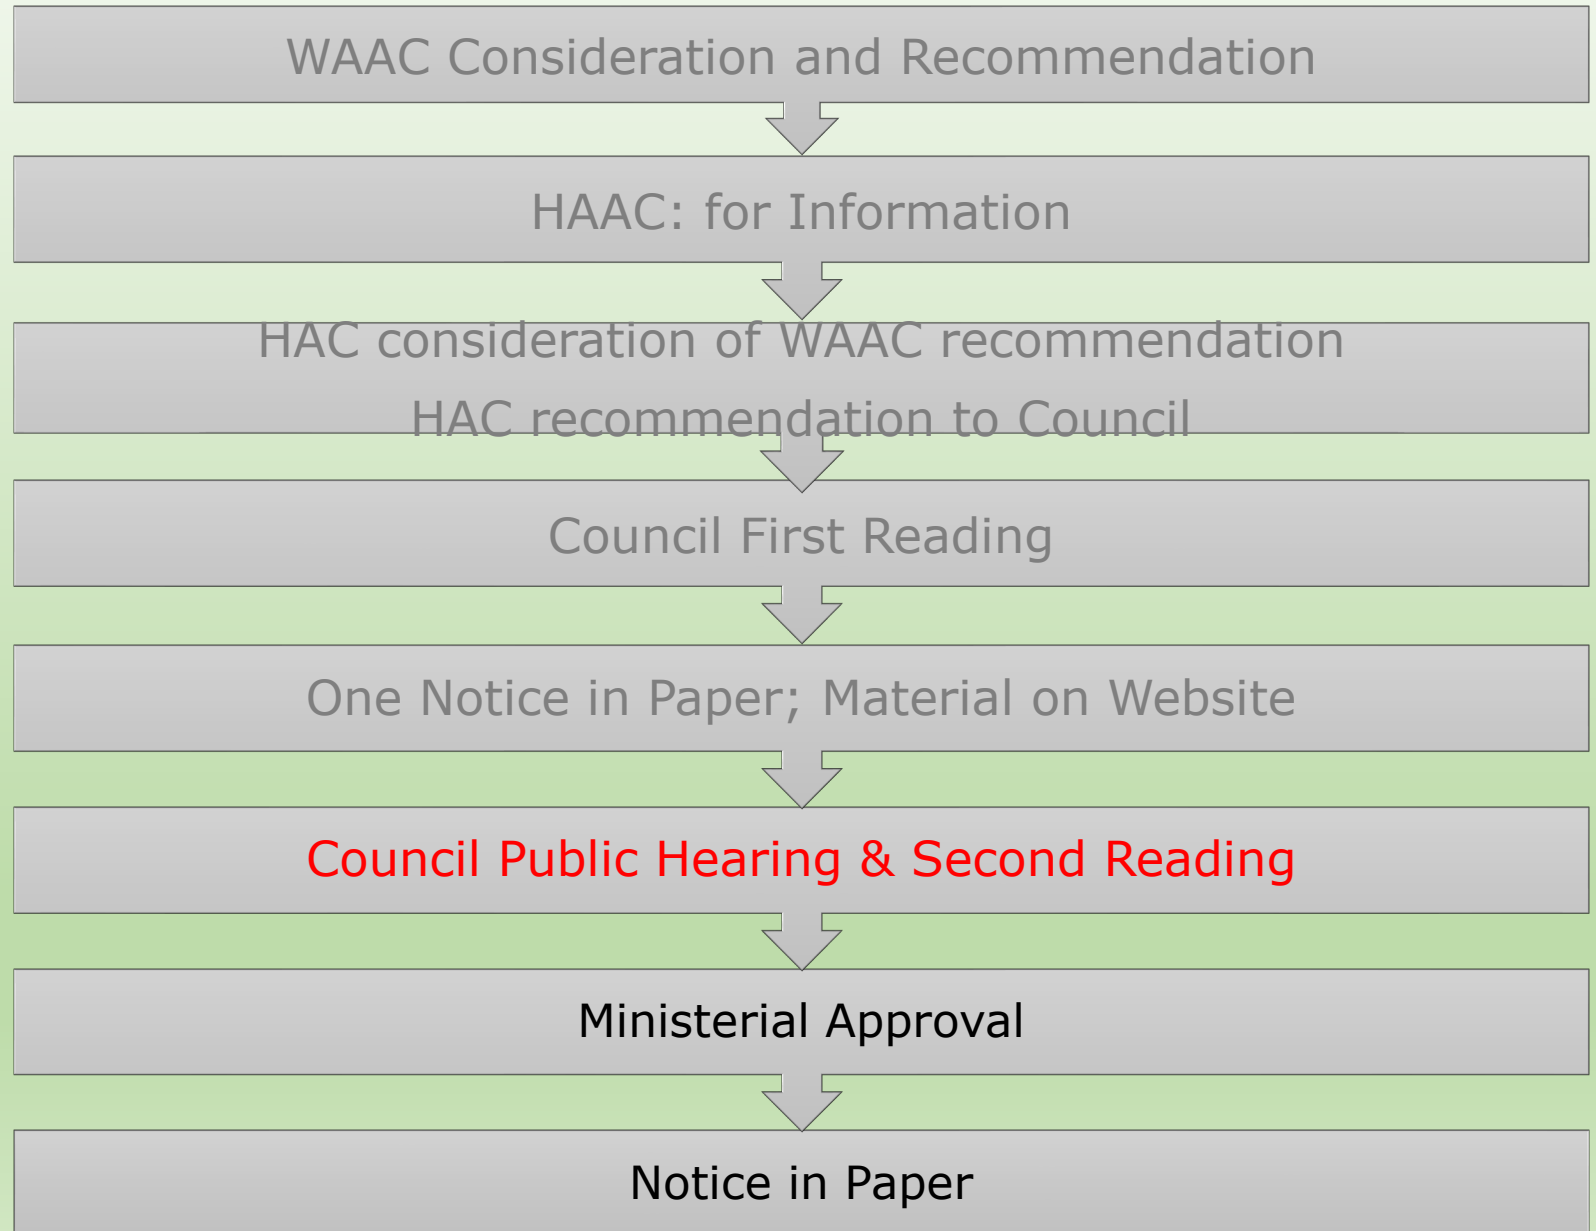 WAAC Consideration and Recommendation
HAAC: for Information
HAC consideration of WAAC recommendation
HAC recommendation to Council
Council First Reading
One Notice in Paper; Material on Website
Council Public Hearing & Second Reading
Ministerial Approval
Notice in Paper